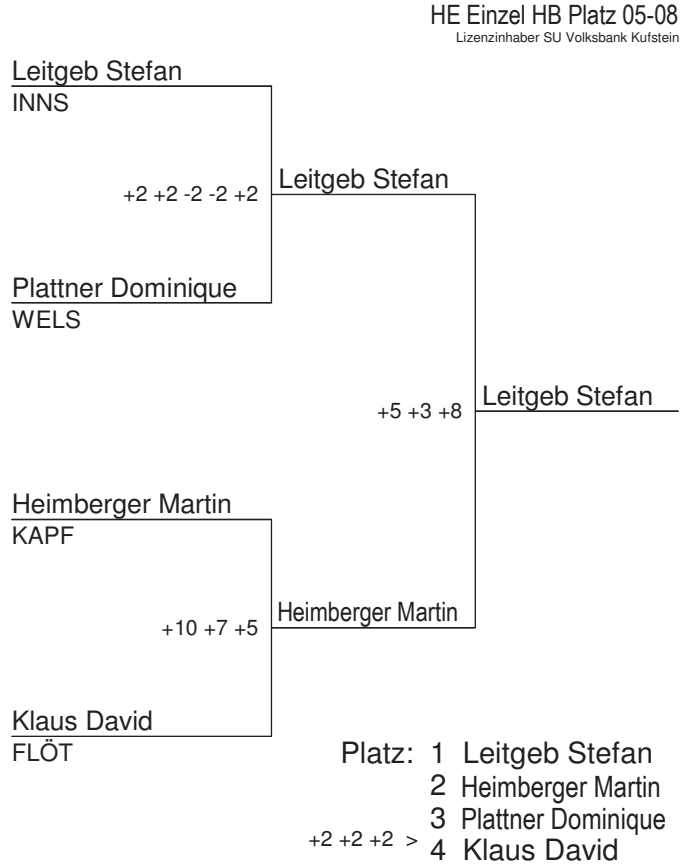 HE Einzel HB Platz 05-08
Lizenzinhaber SU Volksbank Kufstein
Leitgeb Stefan
INNS
+2 +2 -2 -2 +2
Leitgeb Stefan
Plattner Dominique
WELS
+5 +3 +8
Leitgeb Stefan
Heimberger Martin
KAPF
+10 +7 +5
Heimberger Martin
Klaus David
FLÖT
Platz: 1 Leitgeb Stefan
2 Heimberger Martin
3 Plattner Dominique
+2 +2 +2 >
4 Klaus David